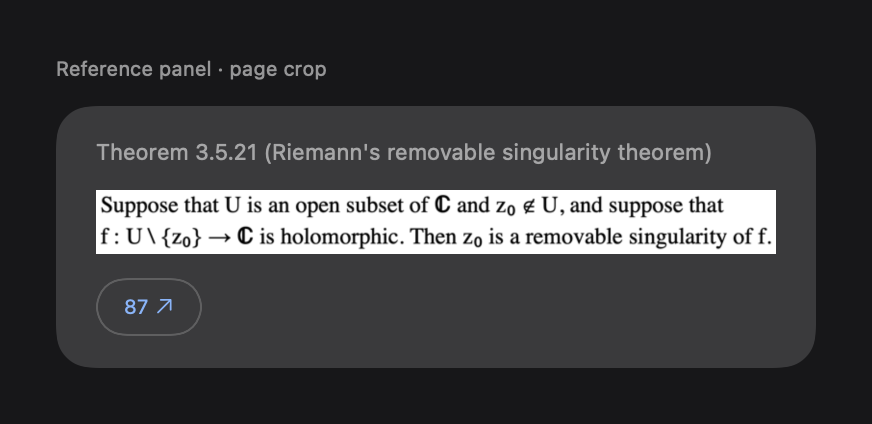 Reference panel · page crop
Theorem 3.5.21 (Riemann's removable singularity theorem)
Suppose that U is an open subset of ℂ and z₀ ∉ U, and suppose that
f : U \ {z₀} → ℂ is holomorphic. Then z₀ is a removable singularity of f.
87 ↗